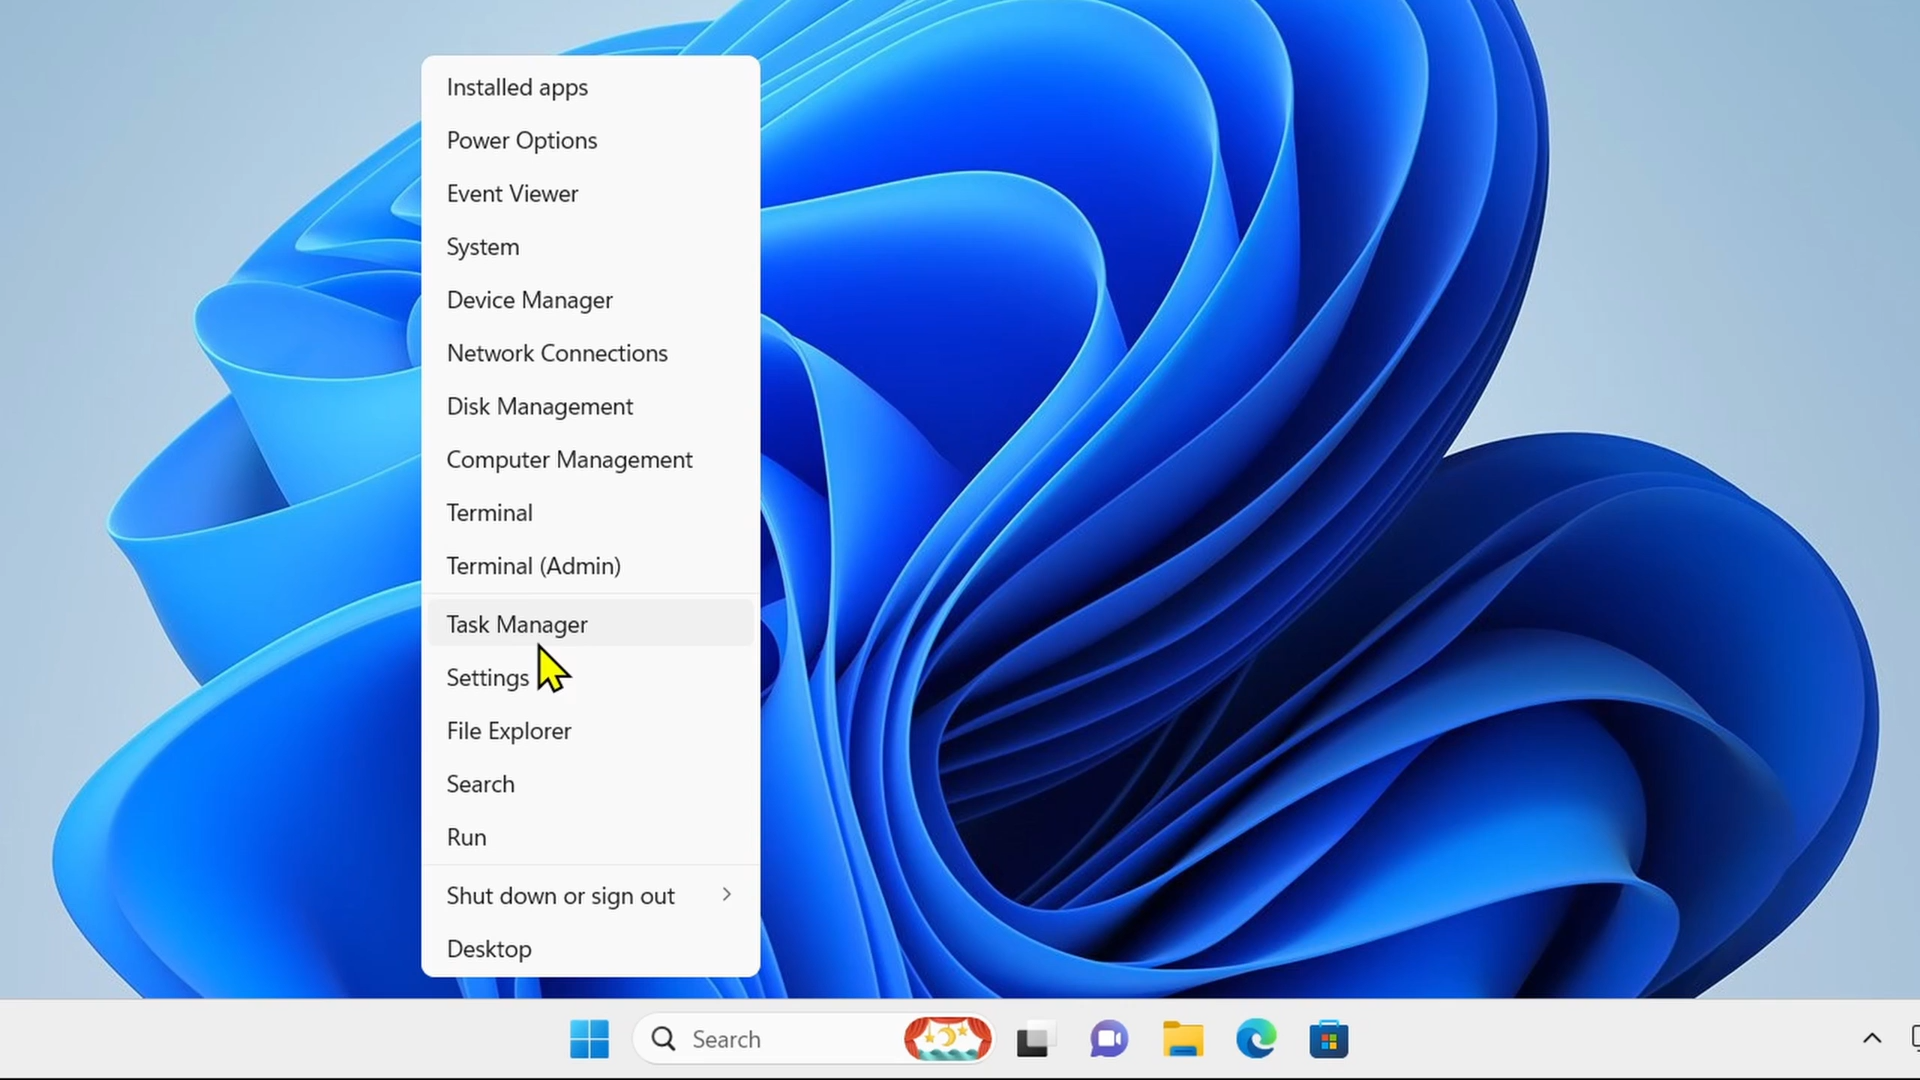 Installed apps
Power Options
Event Viewer
System
Device Manager
Network Connections
Disk Management
Computer Management
Terminal
Terminal (Admin)
Task Manager
Settings
File Explorer
Search
Run
Shut down or sign out
Desktop
Search